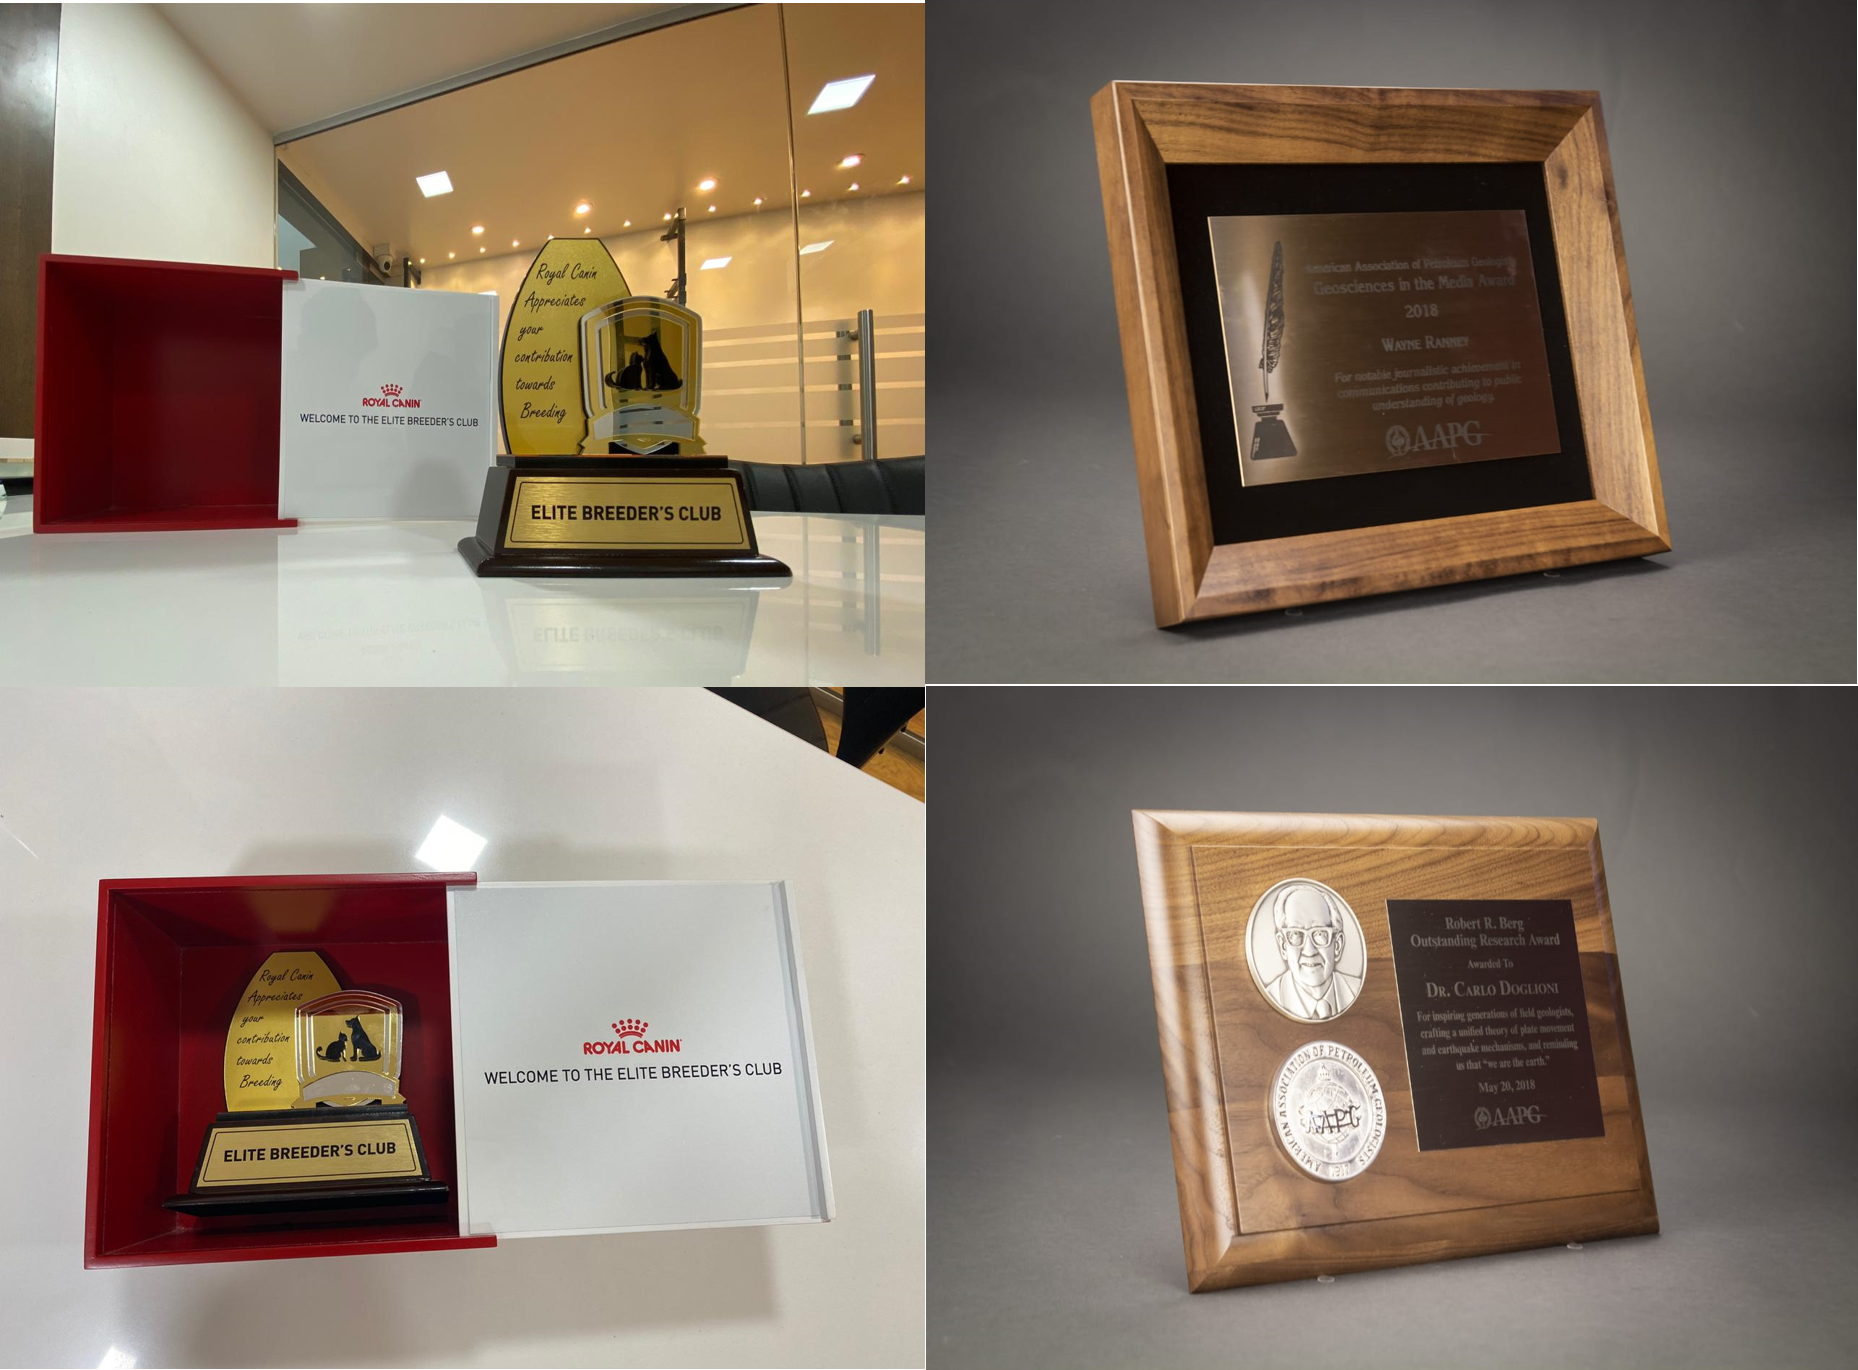 Royal Canin
Appreciates
your
contribution
towards
Breeding
ROYAL CANIN
WELCOME TO THE ELITE BREEDER'S CLUB
ELITE BREEDER'S CLUB
American Association of Petroleum Geologists
Geosciences in the Media Award
2018
WAYNE RANNEY
For notable journalistic achievement in
communications contributing to public
understanding of geology.
AAPG
Royal Canin
Appreciates
your
contribution
towards
Breeding
ELITE BREEDER'S CLUB
ROYAL CANIN
WELCOME TO THE ELITE BREEDER'S CLUB
Robert R. Berg
Outstanding Research Award
Awarded To
DR. CARLO DOGLIONI
For inspiring generations of field geologists,
crafting a unified theory of plate movement
and earthquake mechanisms, and reminding
us that "we are the earth."
May 20, 2018
AAPG
AMERICAN ASSOCIATION OF PETROLEUM GEOLOGISTS
AAPG
1917